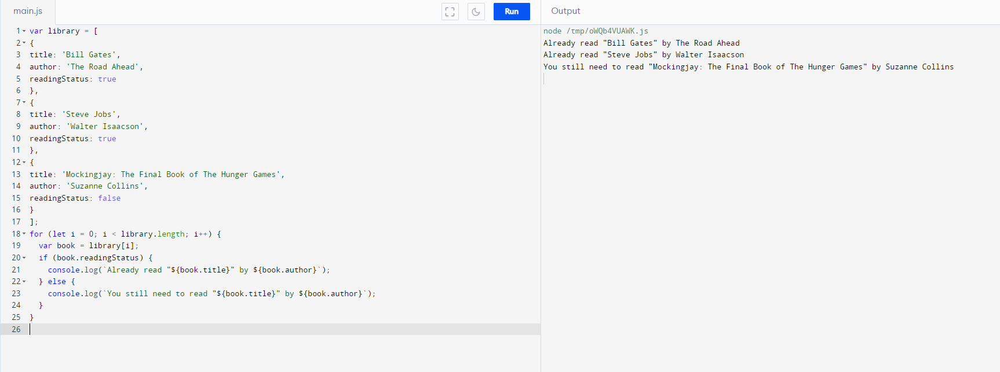 main.js
Run
Output
1 var library = [
2 {
3 title: 'Bill Gates',
4 author: 'The Road Ahead',
5 readingStatus: true
6 },
7 {
8 title: 'Steve Jobs',
9 author: 'Walter Isaacson',
10 readingStatus: true
11 },
12 {
13 title: 'Mockingjay: The Final Book of The Hunger Games',
14 author: 'Suzanne Collins',
15 readingStatus: false
16 }
17 ];
18 for (let i = 0; i < library.length; i++) {
19   var book = library[i];
20   if (book.readingStatus) {
21     console.log(`Already read "${book.title}" by ${book.author}`);
22   } else {
23     console.log(`You still need to read "${book.title}" by ${book.author}`);
24   }
25 }
26
node /tmp/oWQb4VUAWK.js
Already read "Bill Gates" by The Road Ahead
Already read "Steve Jobs" by Walter Isaacson
You still need to read "Mockingjay: The Final Book of The Hunger Games" by Suzanne Collins